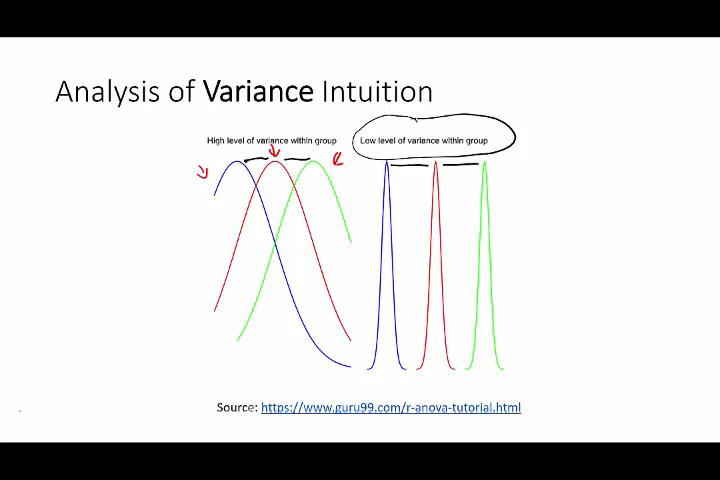 Analysis of Variance Intuition
High level of variance within group
Low level of variance within group
Source: https://www.guru99.com/r-anova-tutorial.html